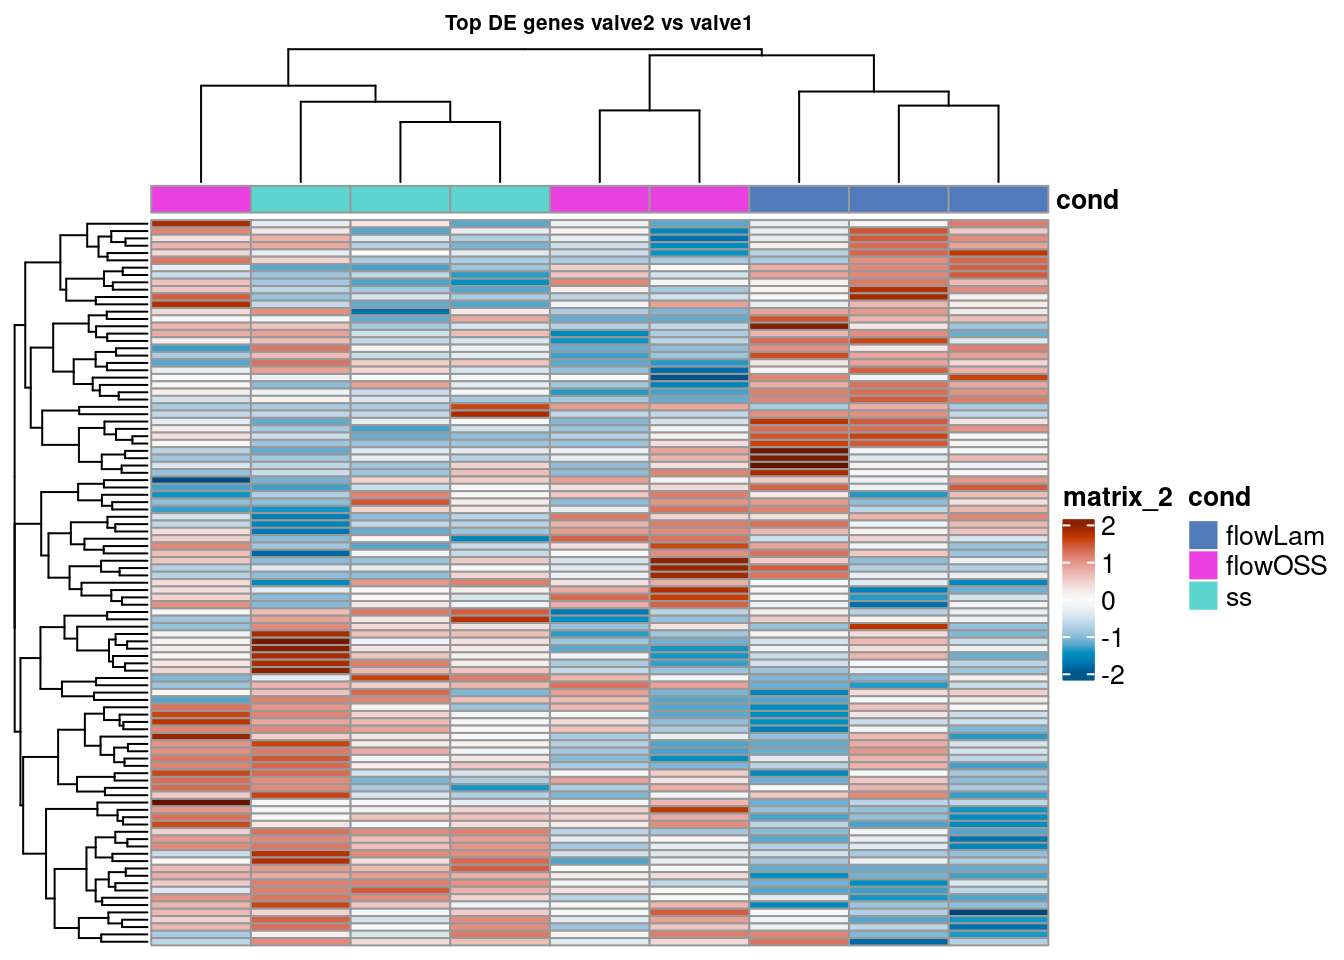 Top DE genes valve2 vs valve1
cond
matrix_2
2
1
0
-1
-2
cond
flowLam
flowOSS
ss